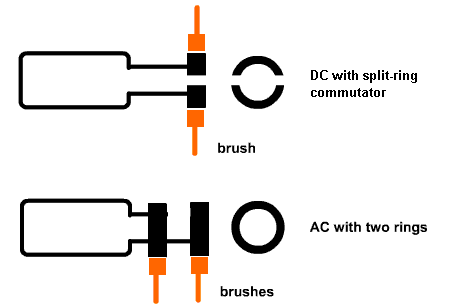 DC with split-ring
commutator
brush
AC with two rings
brushes